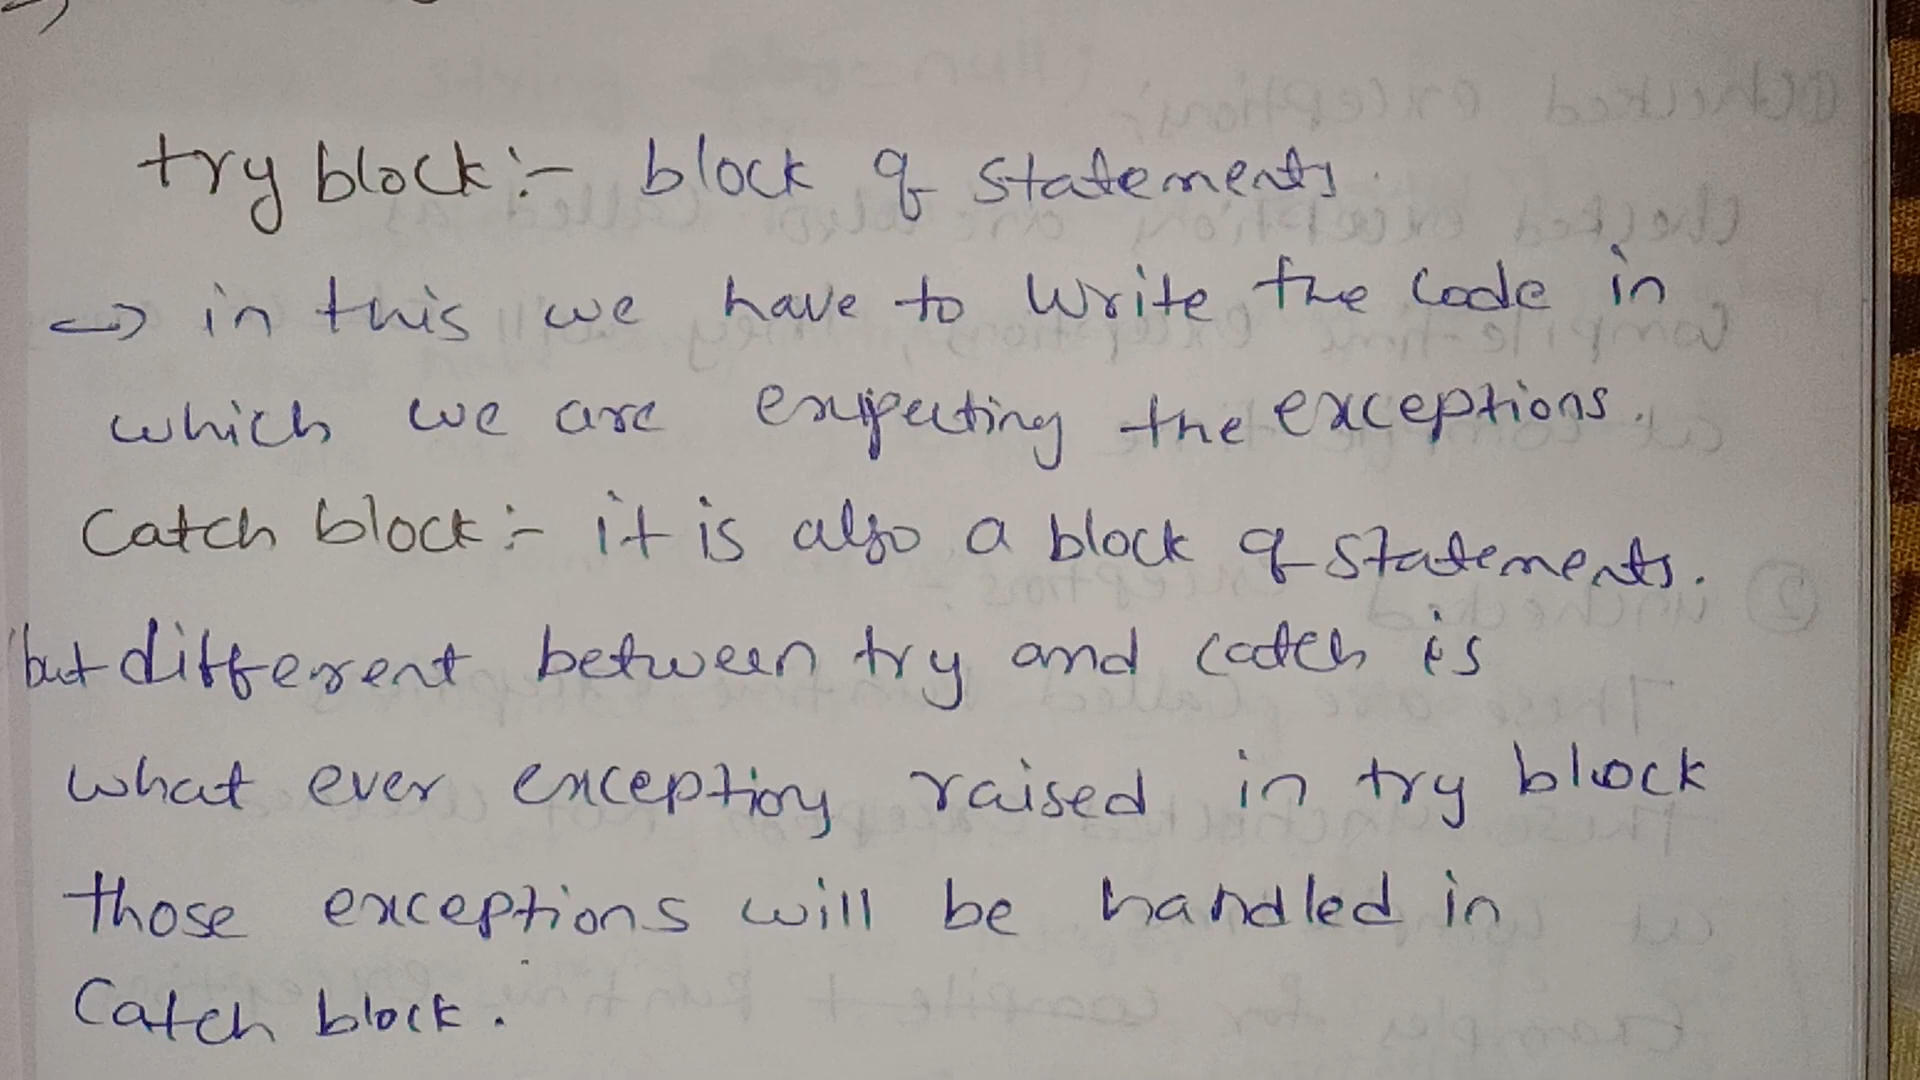 try block :- block of statements.
→ in this we have to write the code in
which we are expecting the exceptions.
Catch block :- it is also a block of statements.
but different between try and catch is
what ever exception raised in try block
those exceptions will be handled in
Catch block.